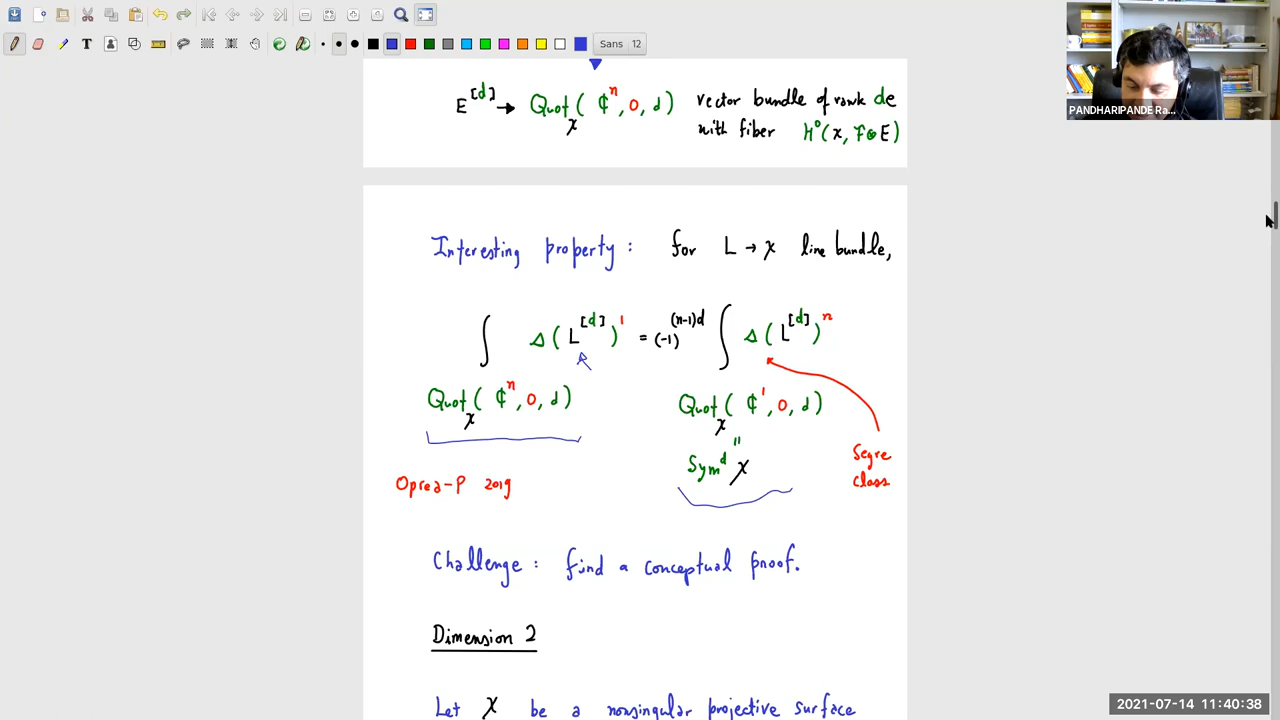 Sans 12
PANDHARIPANDE Ra...
E^[d] → Quot_X( ℂ^n, 0, d ) vector bundle of rank de
with fiber H^0(X, F⊗E)
Interesting property : for L → X line bundle,
∫_{Quot_X( ℂ^n, 0, d )} s( L^[d] )^1 = (-1)^{(n-1)d} ∫_{Quot_X( ℂ^1, 0, d )} s( L^[d] )^n
"
Sym^d X
Segre
class
Oprea-P 2019
Challenge : find a conceptual proof.
Dimension 2
Let X be a nonsingular projective surface
2021-07-14 11:40:38